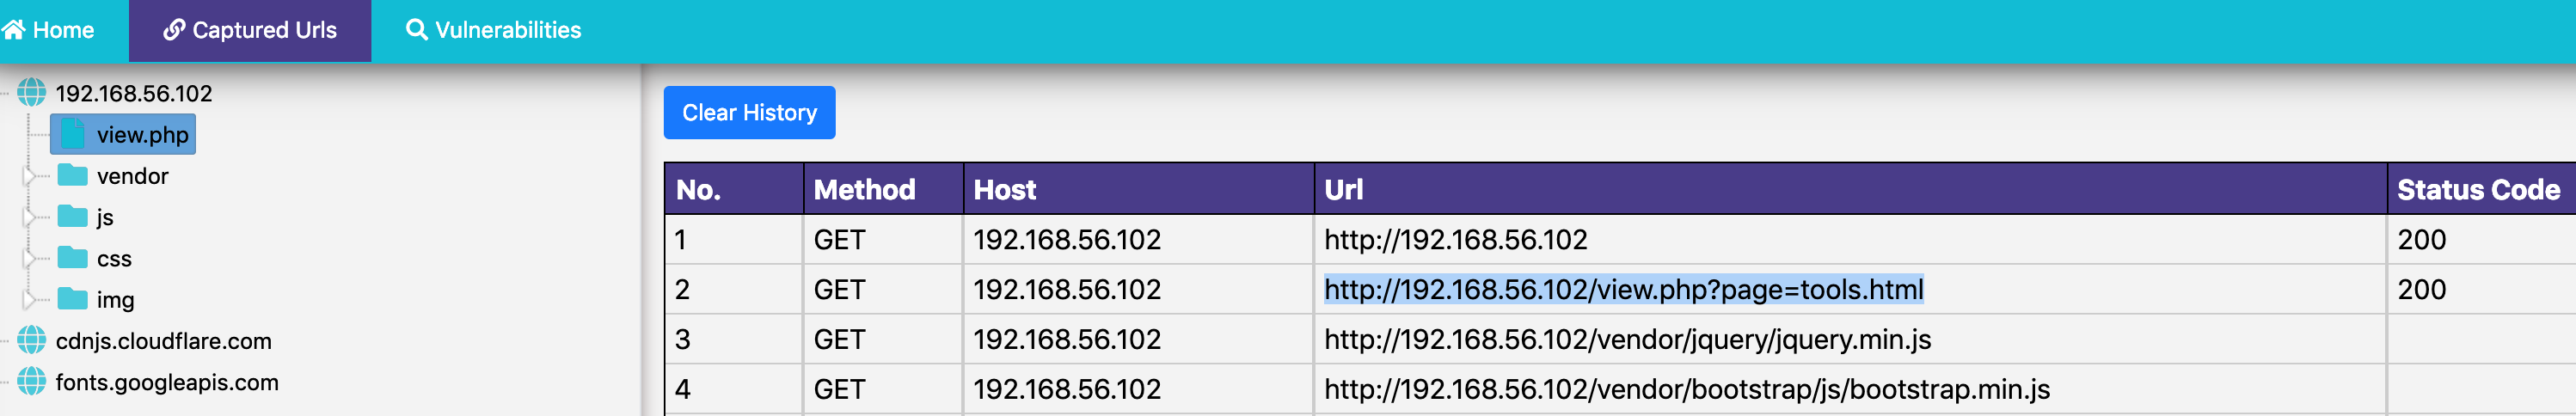 Home Captured Urls Vulnerabilities
192.168.56.102
view.php
vendor
js
css
img
cdnjs.cloudflare.com
fonts.googleapis.com
Clear History
No. Method Host Url Status Code
1 GET 192.168.56.102 http://192.168.56.102 200
2 GET 192.168.56.102 http://192.168.56.102/view.php?page=tools.html 200
3 GET 192.168.56.102 http://192.168.56.102/vendor/jquery/jquery.min.js
4 GET 192.168.56.102 http://192.168.56.102/vendor/bootstrap/js/bootstrap.min.js